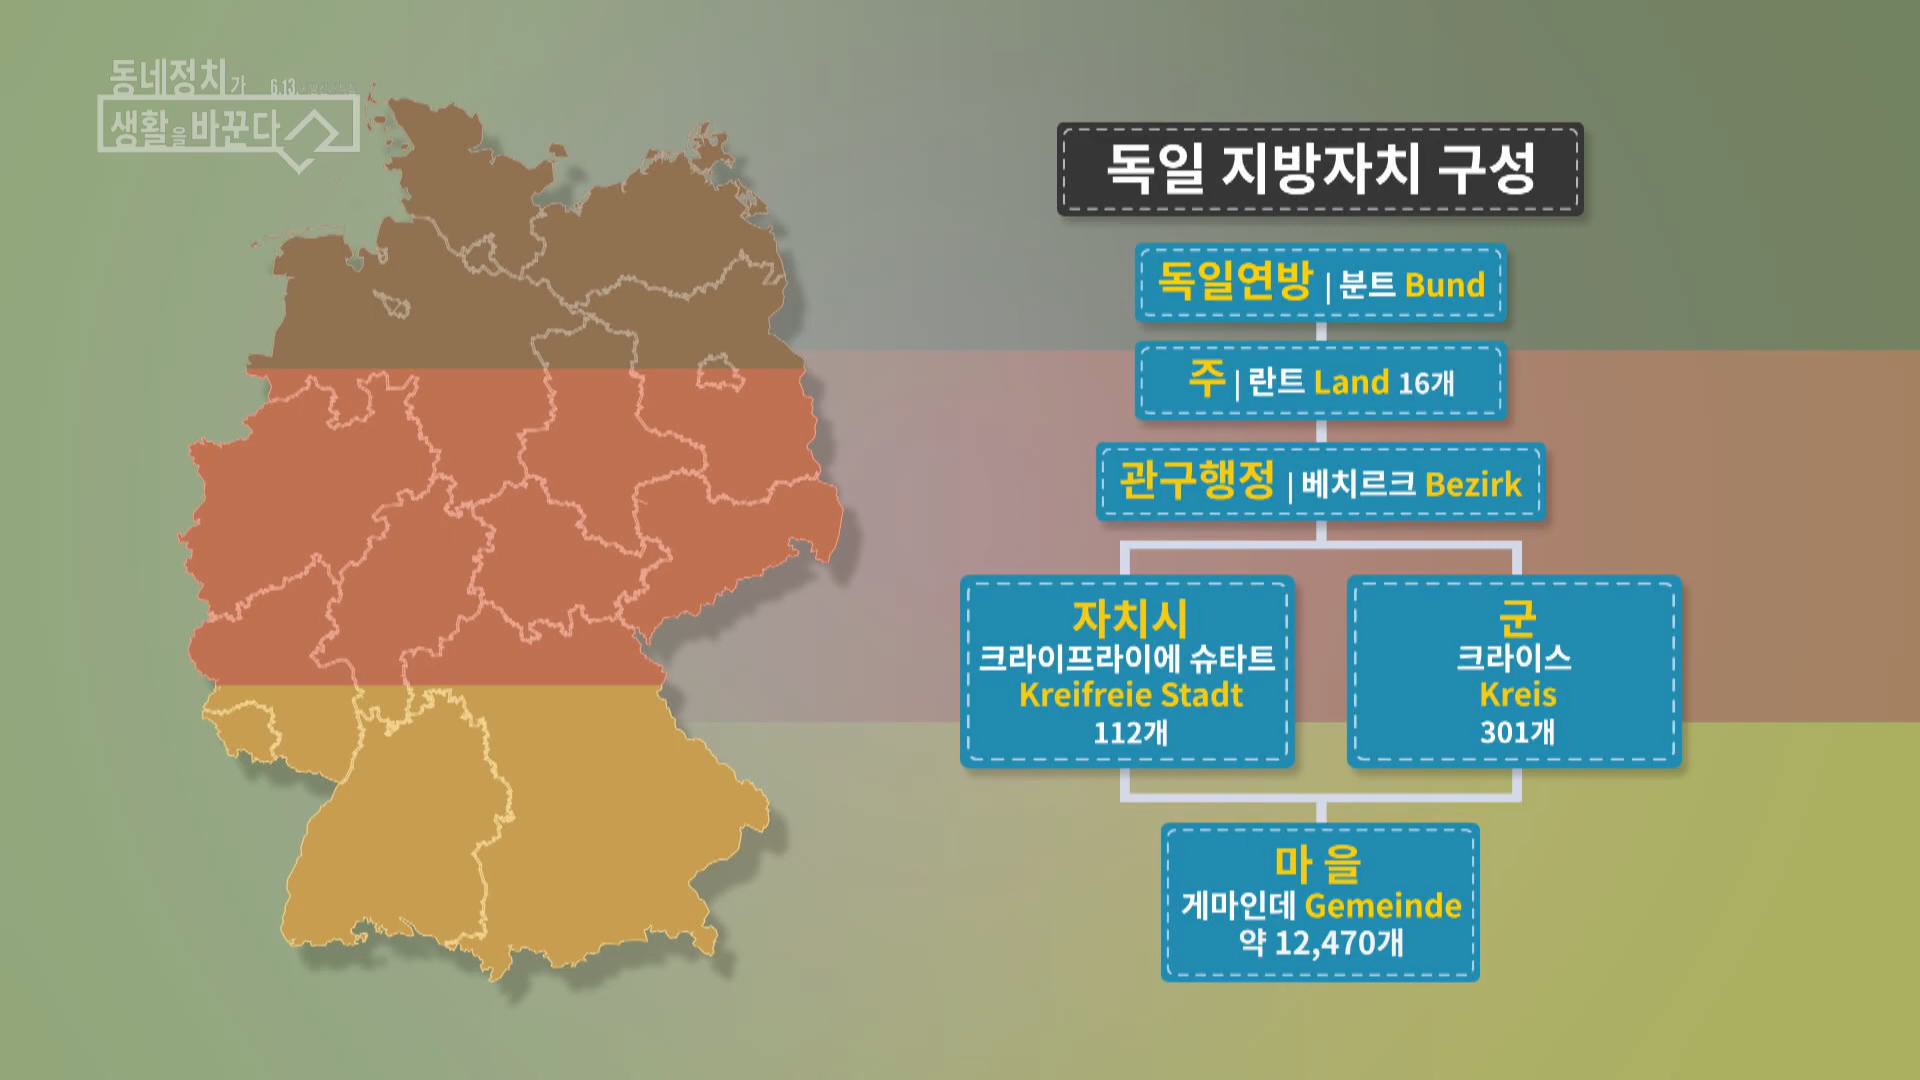 동네정치가 6.13
생활을 바꾼다
독일 지방자치 구성
독일연방 | 분트 Bund
주 | 란트 Land 16개
관구행정 | 베치르크 Bezirk
자치시
크라이프라이에 슈타트
Kreifreie Stadt
112개
군
크라이스
Kreis
301개
마 을
게마인데 Gemeinde
약 12,470개